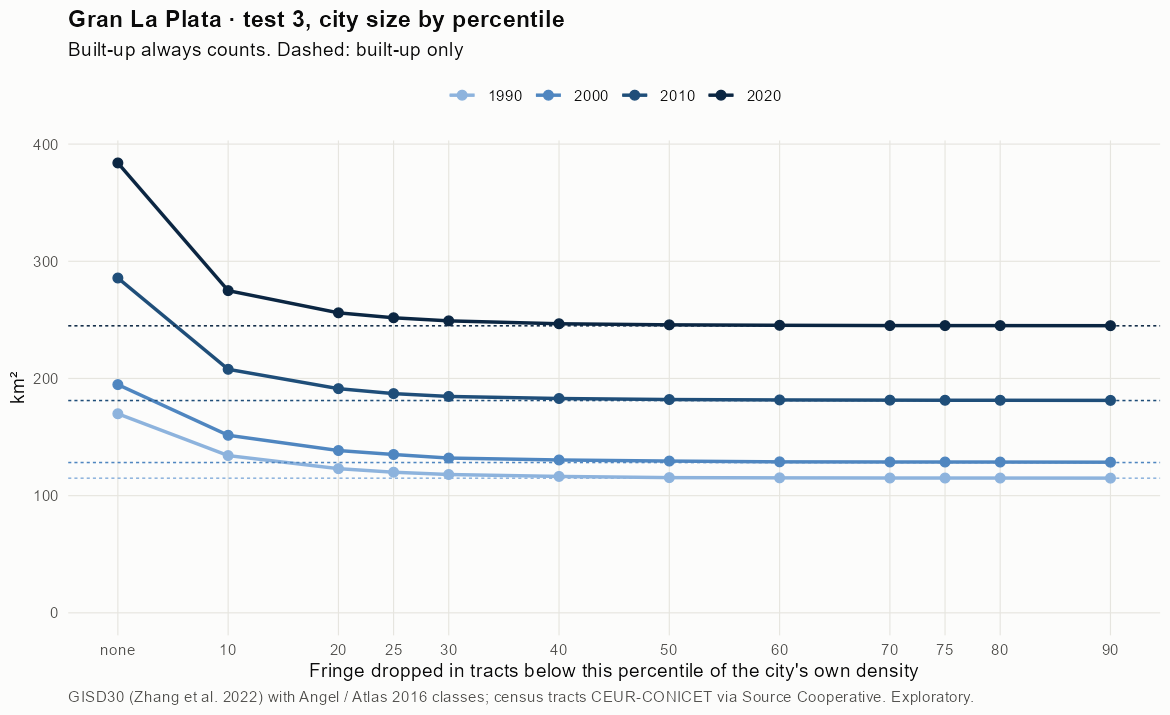 Gran La Plata · test 3, city size by percentile
Built-up always counts. Dashed: built-up only
1990 2000 2010 2020
400
300
200
100
0
km²
none 10 20 25 30 40 50 60 70 75 80 90
Fringe dropped in tracts below this percentile of the city's own density
GISD30 (Zhang et al. 2022) with Angel / Atlas 2016 classes; census tracts CEUR-CONICET via Source Cooperative. Exploratory.